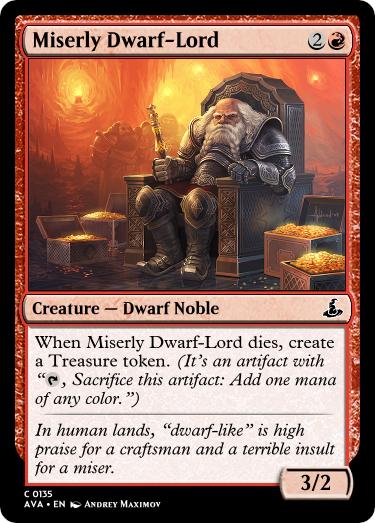 Miserly Dwarf-Lord 2
Creature — Dwarf Noble
When Miserly Dwarf-Lord dies, create
a Treasure token. (It's an artifact with
“, Sacrifice this artifact: Add one mana
of any color.”)
In human lands, “dwarf-like” is high
praise for a craftsman and a terrible insult
for a miser.
3/2
C 0135
AVA • EN Andrey Maximov